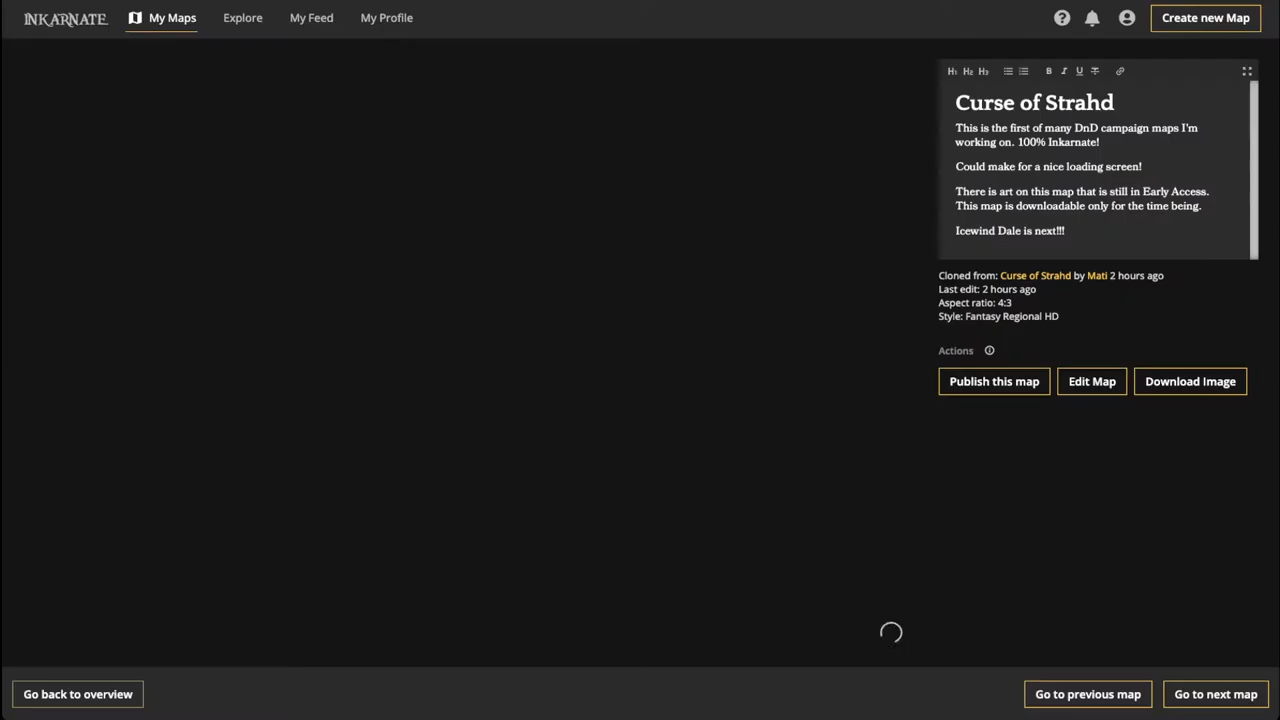 INKARNATE My Maps Explore My Feed My Profile Create new Map
H1 H2 H3 B I U T
Curse of Strahd
This is the first of many DnD campaign maps I'm
working on. 100% Inkarnate!
Could make for a nice loading screen!
There is art on this map that is still in Early Access.
This map is downloadable only for the time being.
Icewind Dale is next!!!
Cloned from: Curse of Strahd by Mati 2 hours ago
Last edit: 2 hours ago
Aspect ratio: 4:3
Style: Fantasy Regional HD
Actions
Publish this map Edit Map Download Image
Go back to overview Go to previous map Go to next map